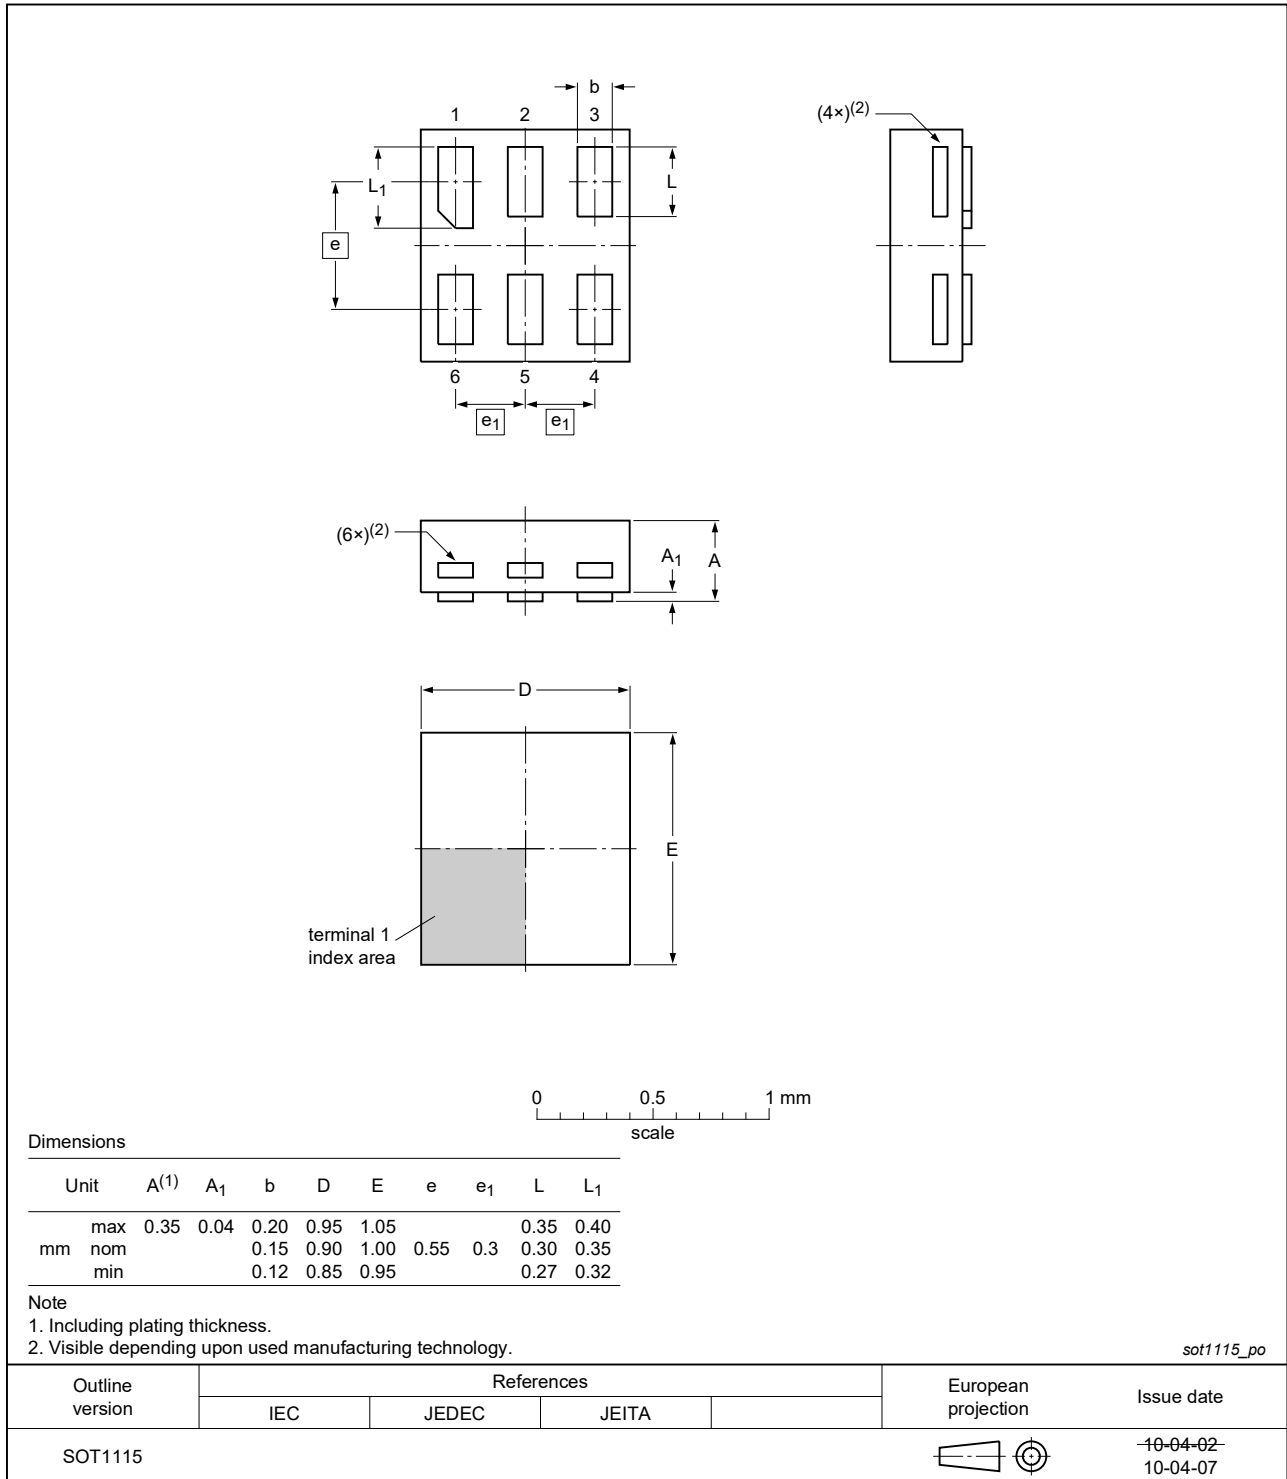 b
1 2 3
(4×)(2)
L1
L
e
6 5 4
e1 e1
(6×)(2)
A1 A
D
E
terminal 1
index area
0 0.5 1 mm
scale
Dimensions
Unit A(1) A1 b D E e e1 L L1
max 0.35 0.04 0.20 0.95 1.05 0.35 0.40
mm nom 0.15 0.90 1.00 0.55 0.3 0.30 0.35
min 0.12 0.85 0.95 0.27 0.32
Note
1. Including plating thickness.
2. Visible depending upon used manufacturing technology.
sot1115_po
Outline version References European projection Issue date
IEC JEDEC JEITA
SOT1115 10-04-02
10-04-07